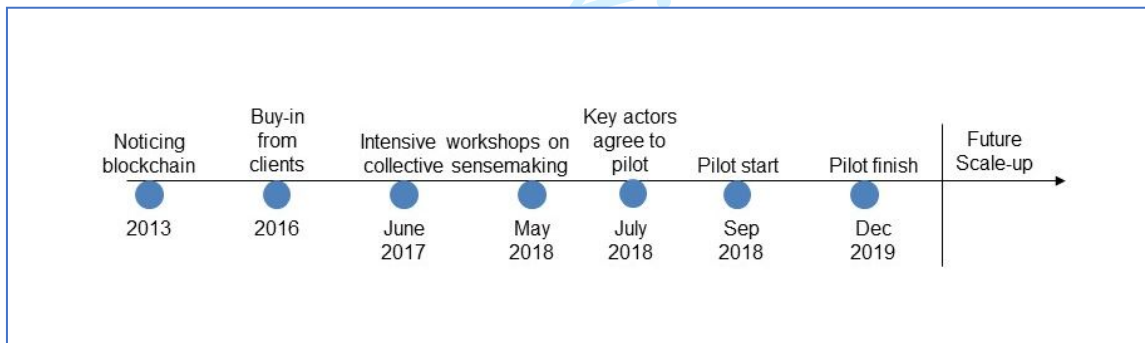 Noticing
blockchain
Buy-in
from
clients
Intensive workshops on
collective sensemaking
Key actors
agree to
pilot
Pilot start
Pilot finish
Future
Scale-up
2013
2016
June
2017
May
2018
July
2018
Sep
2018
Dec
2019